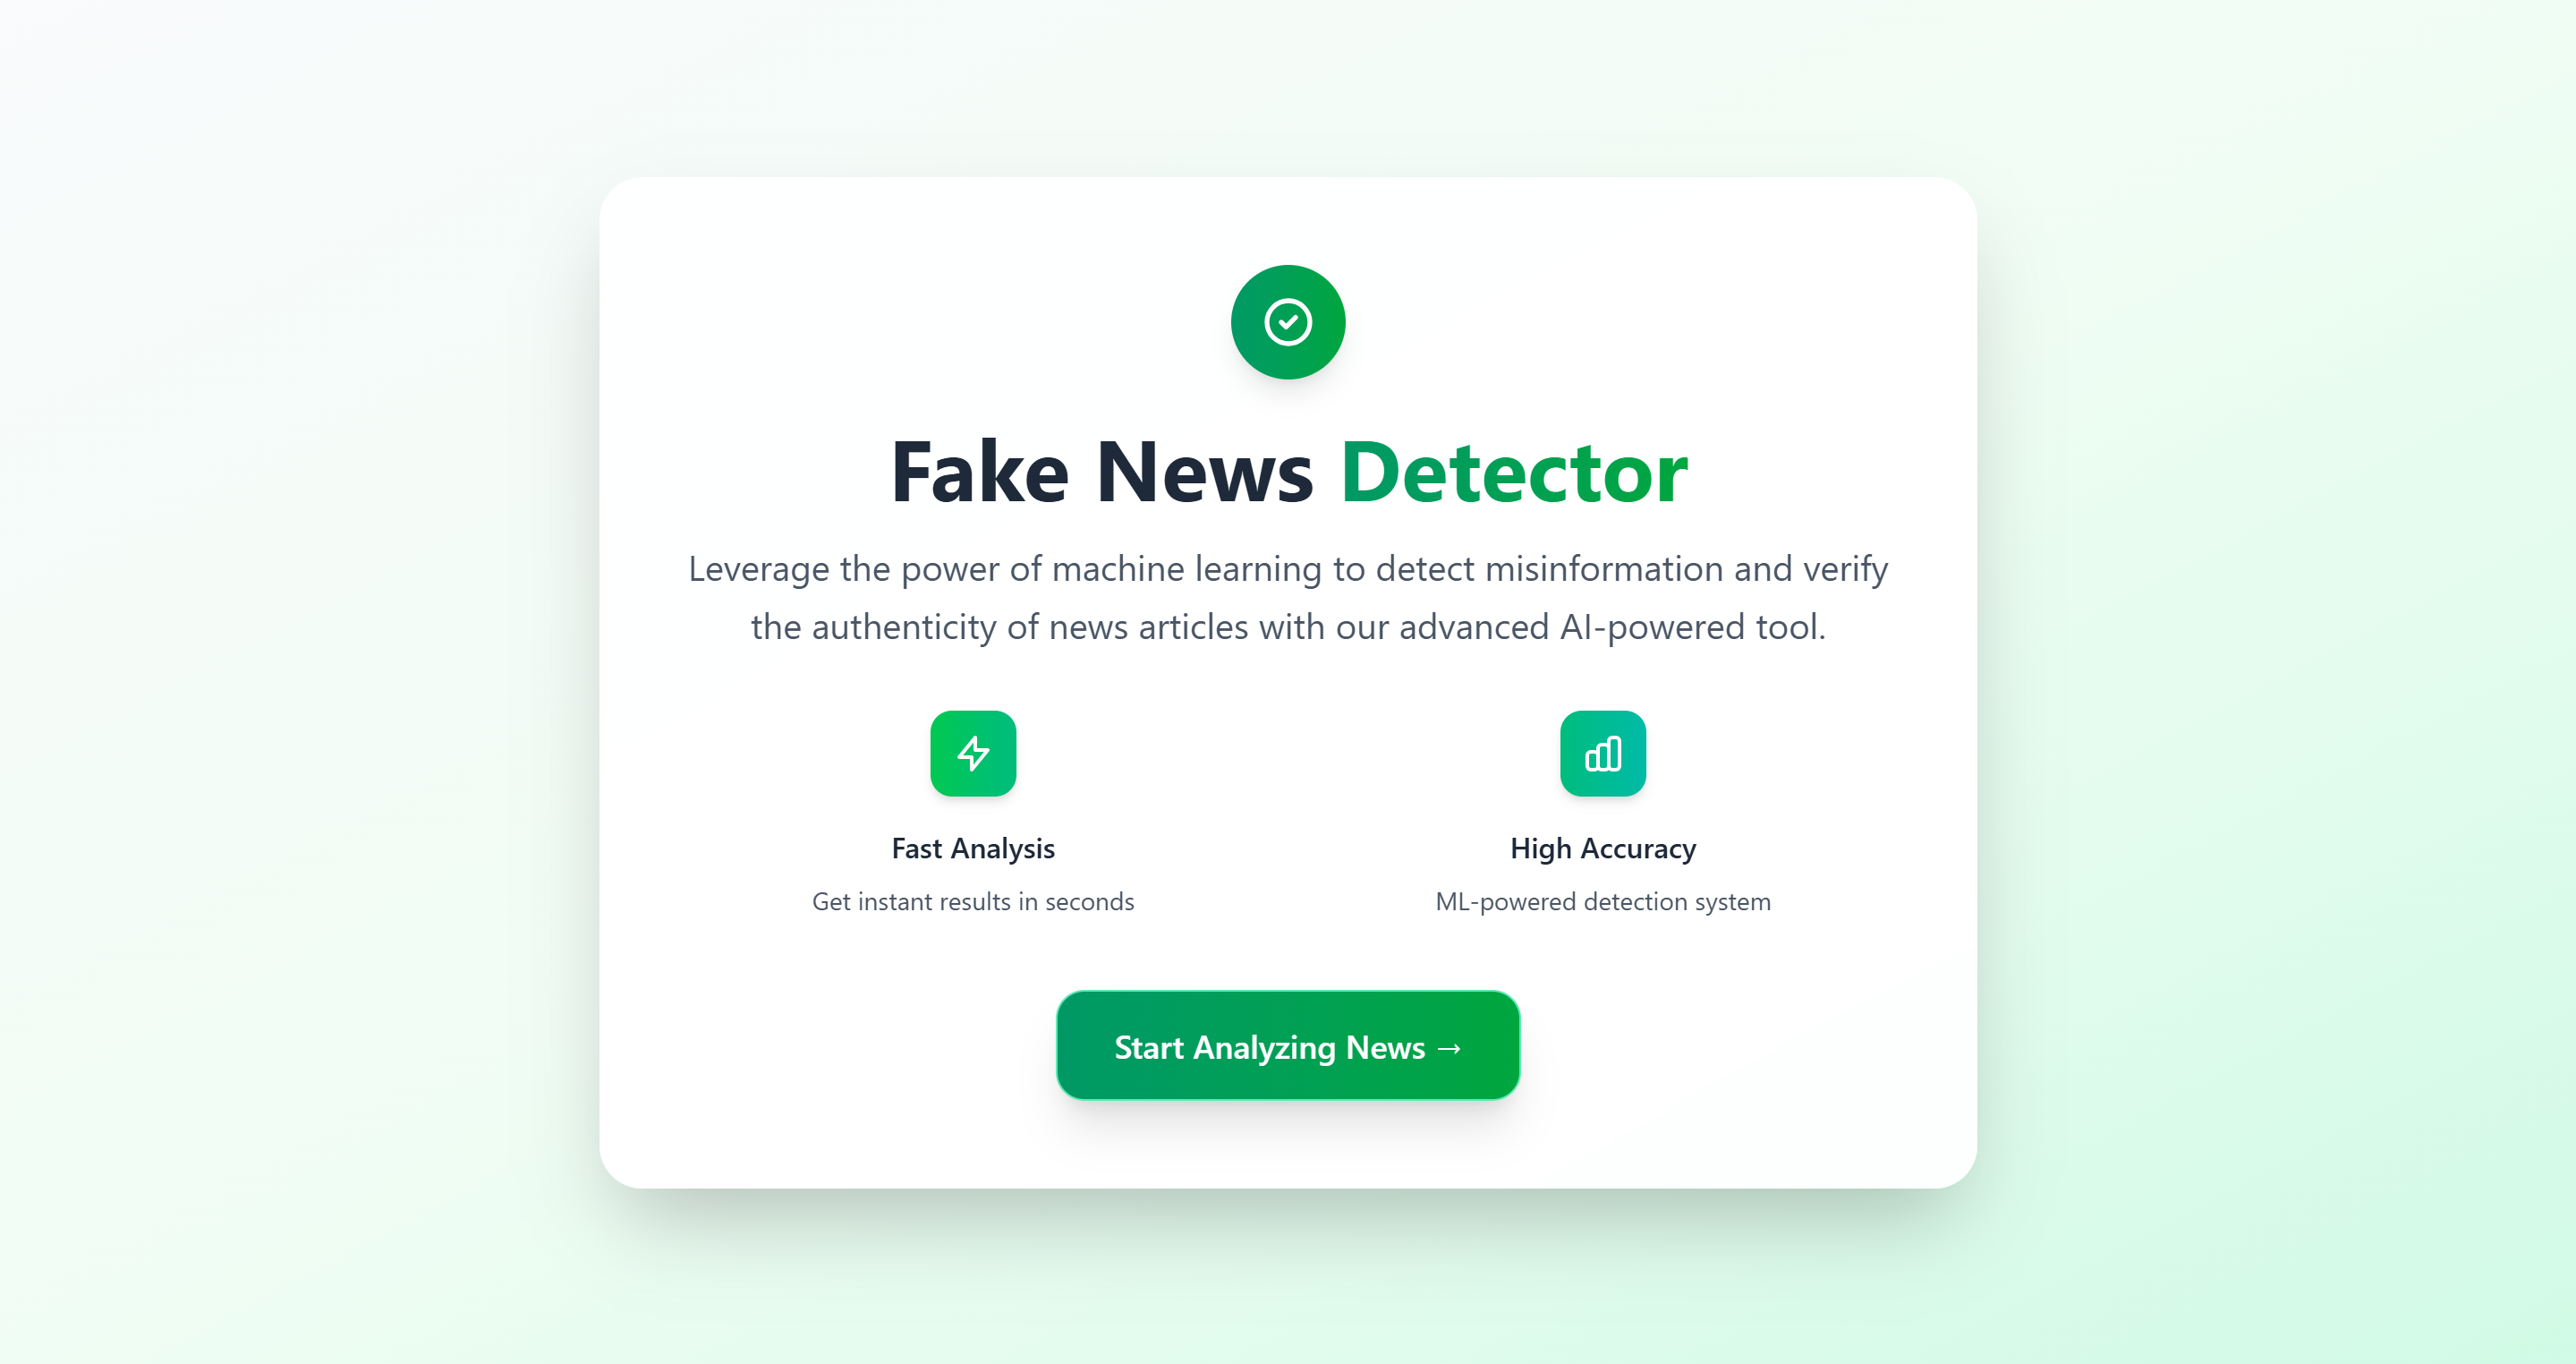 Fake News Detector
Leverage the power of machine learning to detect misinformation and verify
the authenticity of news articles with our advanced AI-powered tool.
Fast Analysis
Get instant results in seconds
High Accuracy
ML-powered detection system
Start Analyzing News →